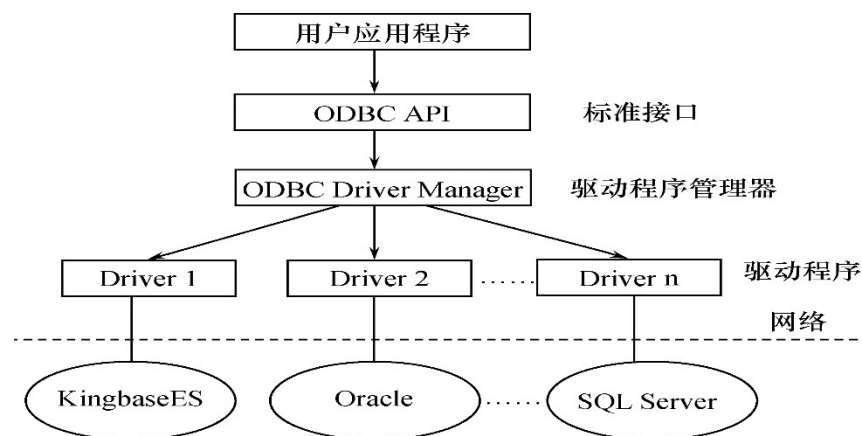 用户应用程序
ODBC API
标准接口
ODBC Driver Manager
驱动程序管理器
Driver 1
Driver 2
......
Driver n
驱动程序
网络
KingbaseES
Oracle
......
SQL Server